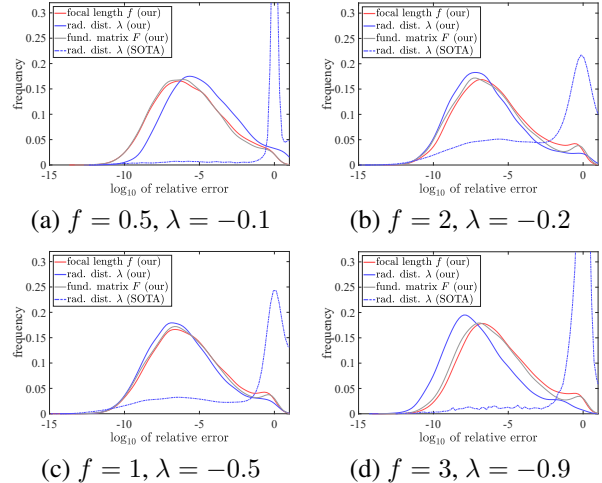 focal length f (our)
rad. dist. λ (our)
fund. matrix F (our)
rad. dist. λ (SOTA)
frequency
0.3
0.25
0.2
0.15
0.1
0.05
0
-15 -10 -5 0
log₁₀ of relative error
(a) f = 0.5, λ = −0.1
focal length f (our)
rad. dist. λ (our)
fund. matrix F (our)
rad. dist. λ (SOTA)
frequency
0.3
0.25
0.2
0.15
0.1
0.05
0
-15 -10 -5 0
log₁₀ of relative error
(b) f = 2, λ = −0.2
focal length f (our)
rad. dist. λ (our)
fund. matrix F (our)
rad. dist. λ (SOTA)
frequency
0.3
0.25
0.2
0.15
0.1
0.05
0
-15 -10 -5 0
log₁₀ of relative error
(c) f = 1, λ = −0.5
focal length f (our)
rad. dist. λ (our)
fund. matrix F (our)
rad. dist. λ (SOTA)
frequency
0.3
0.25
0.2
0.15
0.1
0.05
0
-15 -10 -5 0
log₁₀ of relative error
(d) f = 3, λ = −0.9